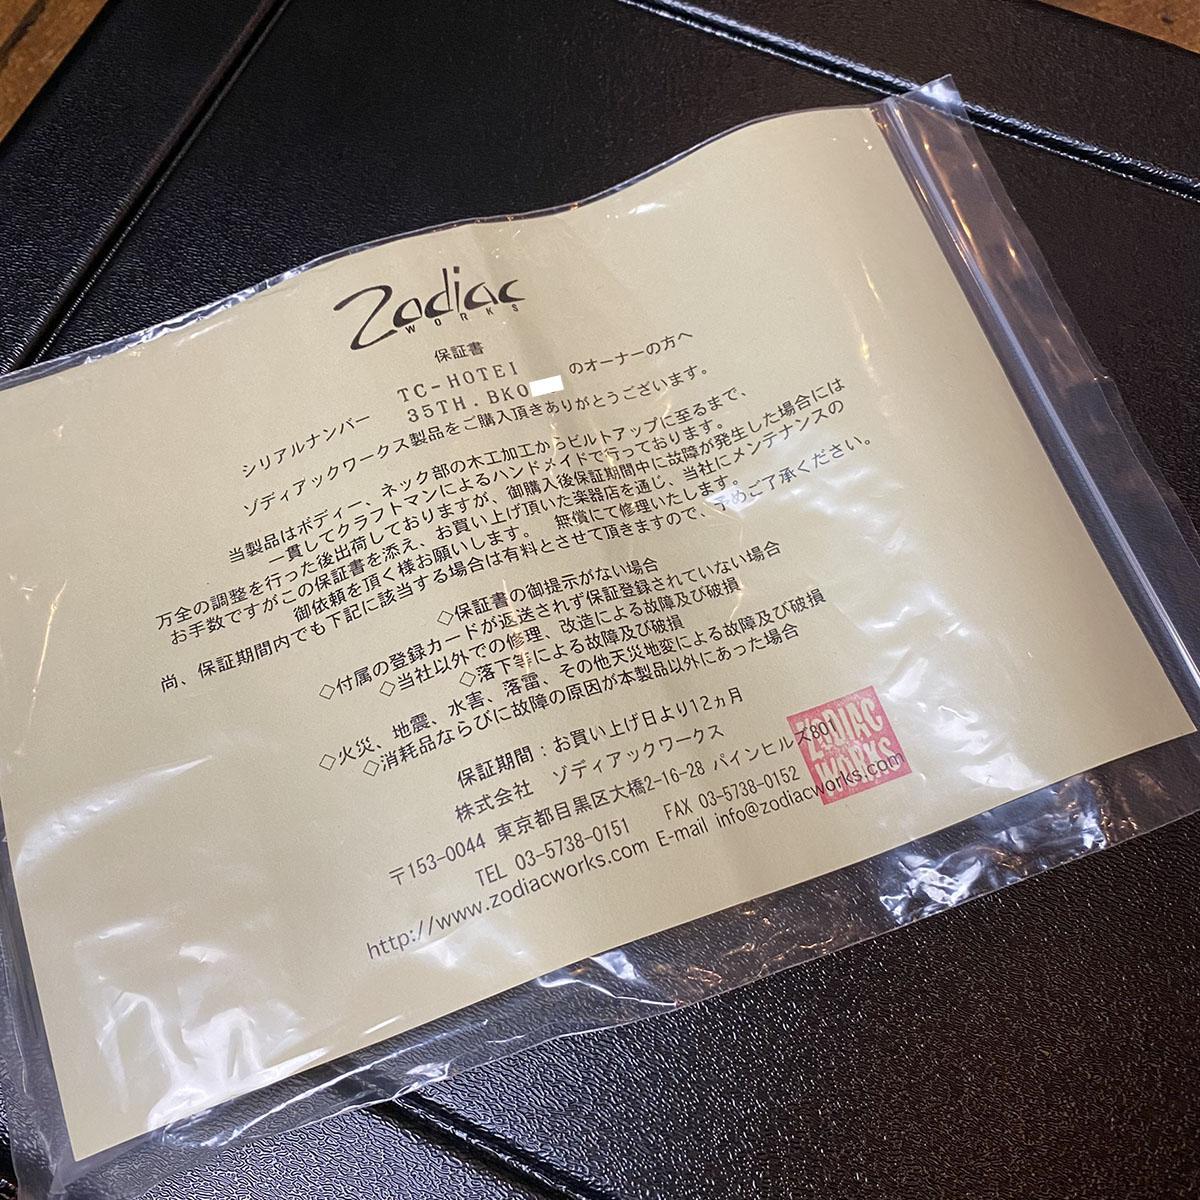 Zodiac
WORKS
保証書
TC-HOTEI のオーナーの方へ
シリアルナンバー 35TH.BKO
ゾディアックワークス製品をご購入頂きありがとうございます。
当製品はボディー、ネック部の木工加工からビルトアップに至るまで、
一貫してクラフトマンによるハンドメイドで行っております。
万全の調整を行った後出荷しておりますが、御購入後保証期間中に故障が発生した場合には
お手数ですがこの保証書を添え、お買い上げ頂いた楽器店を通じ、当社にメンテナンスの
御依頼を頂く様お願いします。 無償にて修理いたします。
尚、保証期間内でも下記に該当する場合は有料とさせて頂きますので、予めご了承ください。
◇保証書の御提示がない場合
◇付属の登録カードが返送されず保証登録されていない場合
◇当社以外での修理、改造による故障及び破損
◇落下等による故障及び破損
◇火災、地震、水害、落雷、その他天災地変による故障及び破損
◇消耗品ならびに故障の原因が本製品以外にあった場合
保証期間：お買い上げ日より12ヵ月
株式会社 ゾディアックワークス
〒153-0044 東京都目黒区大橋2-16-28 パインヒルズ801
TEL 03-5738-0151 FAX 03-5738-0152
http://www.zodiacworks.com E-mail info@zodiacworks.com
ZODIAC
WORKS